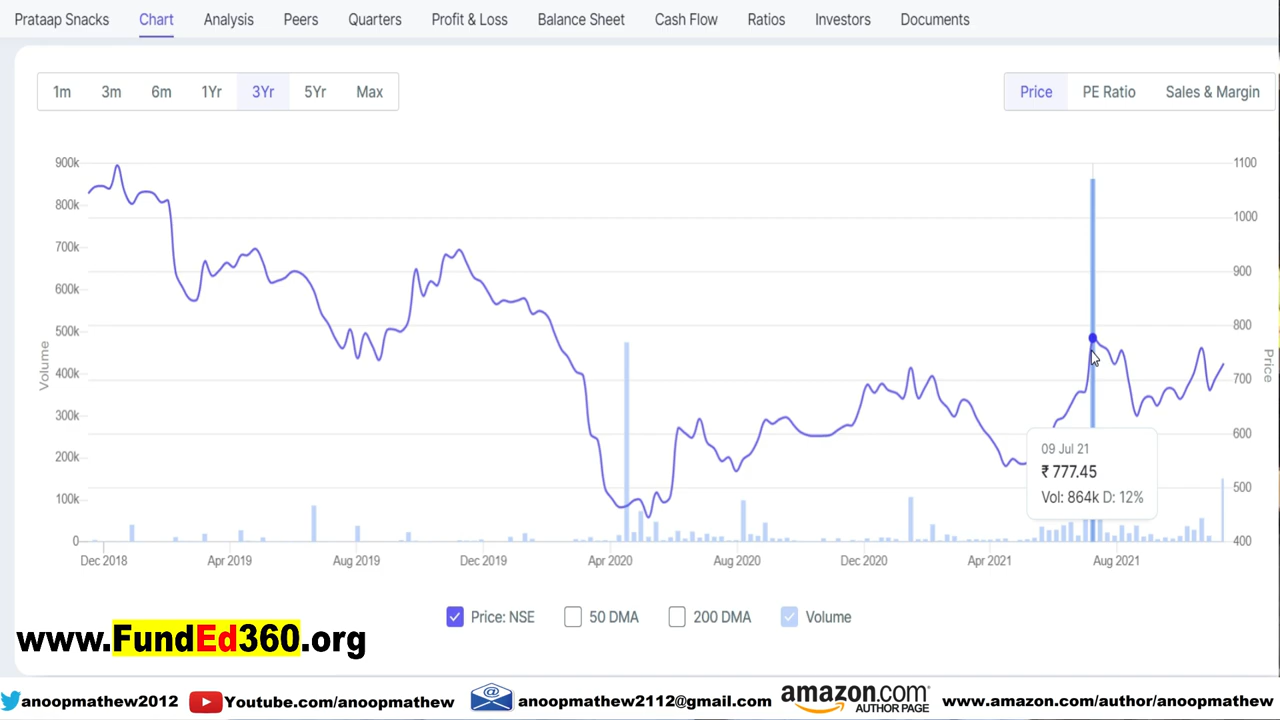 Prataap Snacks Chart Analysis Peers Quarters Profit & Loss Balance Sheet Cash Flow Ratios Investors Documents
1m 3m 6m 1Yr 3Yr 5Yr Max Price PE Ratio Sales & Margin
900k 1100
800k 1000
700k
600k 900
500k 800
400k 700
300k 600
200k
100k 500
0 400
Volume
Price
09 Jul 21
₹ 777.45
Vol: 864k D: 12%
Dec 2018 Apr 2019 Aug 2019 Dec 2019 Apr 2020 Aug 2020 Dec 2020 Apr 2021 Aug 2021
Price: NSE 50 DMA 200 DMA Volume
www.FundEd360.org
anoopmathew2012 Youtube.com/anoopmathew @ anoopmathew2112@gmail.com amazon.com® www.amazon.com/author/anoopmathew
AUTHOR PAGE